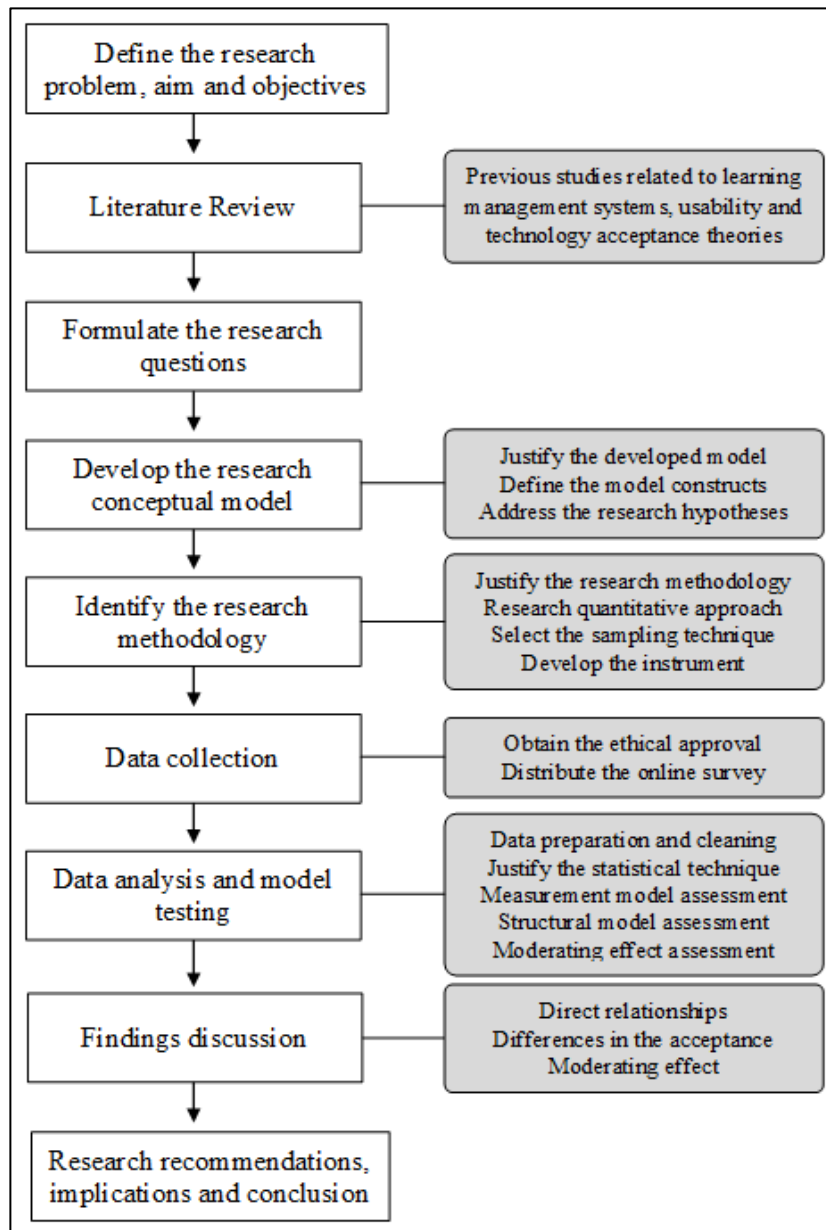 Define the research
problem, aim and objectives
Literature Review
Previous studies related to learning
management systems, usability and
technology acceptance theories
Formulate the research
questions
Develop the research
conceptual model
Justify the developed model
Define the model constructs
Address the research hypotheses
Identify the research
methodology
Justify the research methodology
Research quantitative approach
Select the sampling technique
Develop the instrument
Data collection
Obtain the ethical approval
Distribute the online survey
Data analysis and model
testing
Data preparation and cleaning
Justify the statistical technique
Measurement model assessment
Structural model assessment
Moderating effect assessment
Findings discussion
Direct relationships
Differences in the acceptance
Moderating effect
Research recommendations,
implications and conclusion